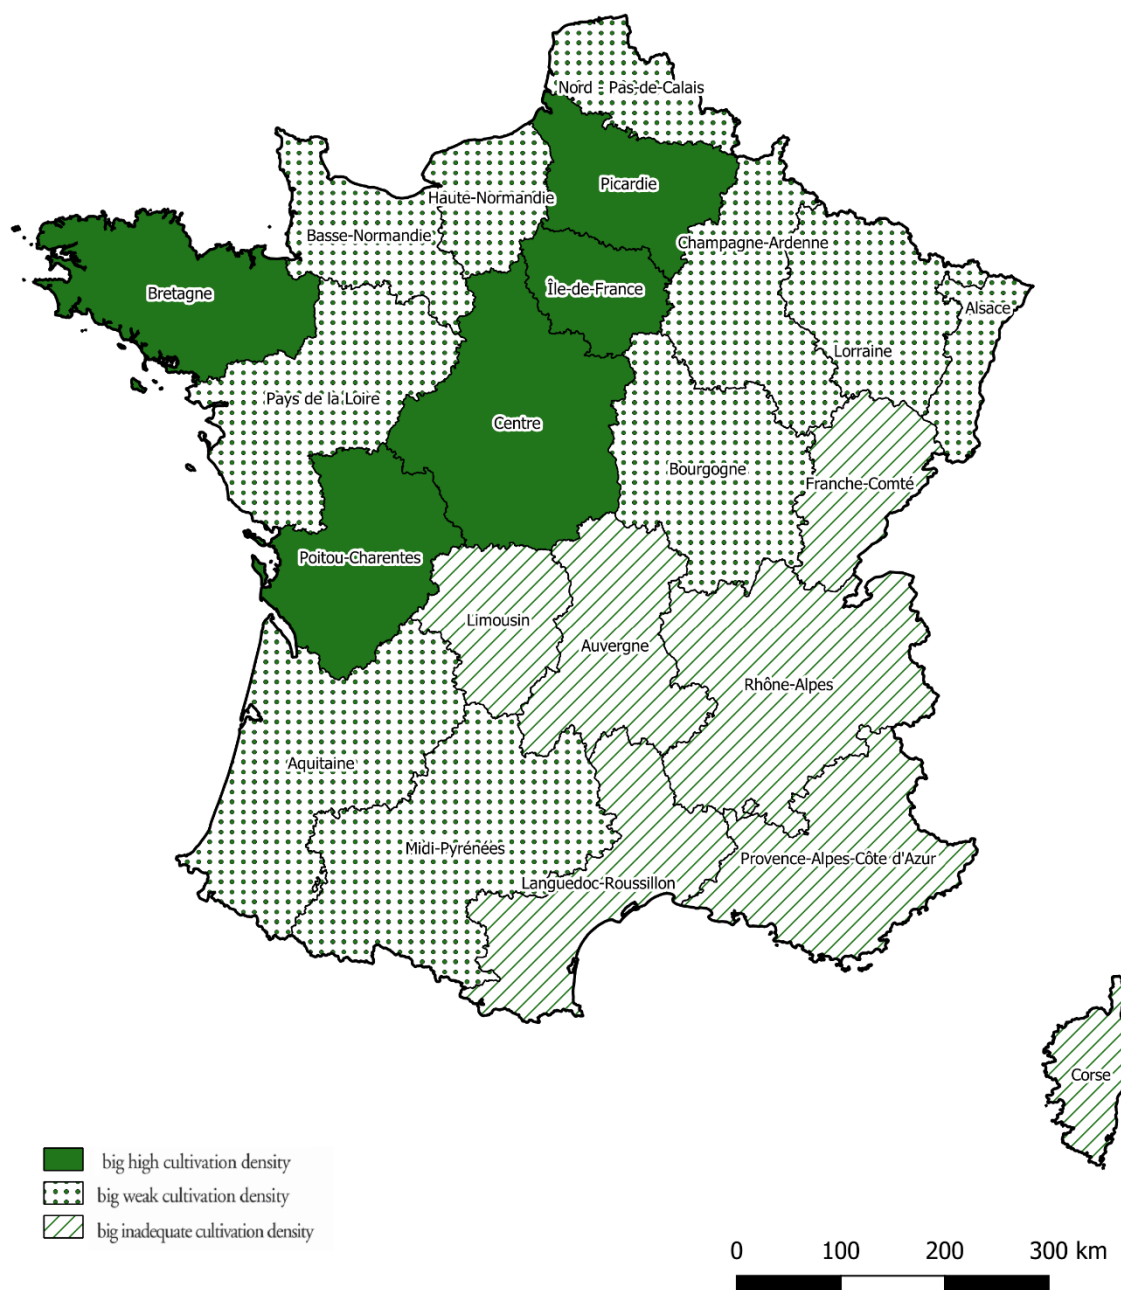 Nord - Pas-de-Calais
Picardie
Haute-Normandie
Basse-Normandie
Champagne-Ardenne
Île-de-France
Bretagne
Alsace
Lorraine
Pays de la Loire
Centre
Bourgogne
Franche-Comté
Poitou-Charentes
Limousin
Auvergne
Rhône-Alpes
Aquitaine
Midi-Pyrénées
Provence-Alpes-Côte d'Azur
Languedoc-Roussillon
Corse
big high cultivation density
big weak cultivation density
big inadequate cultivation density
0 100 200 300 km